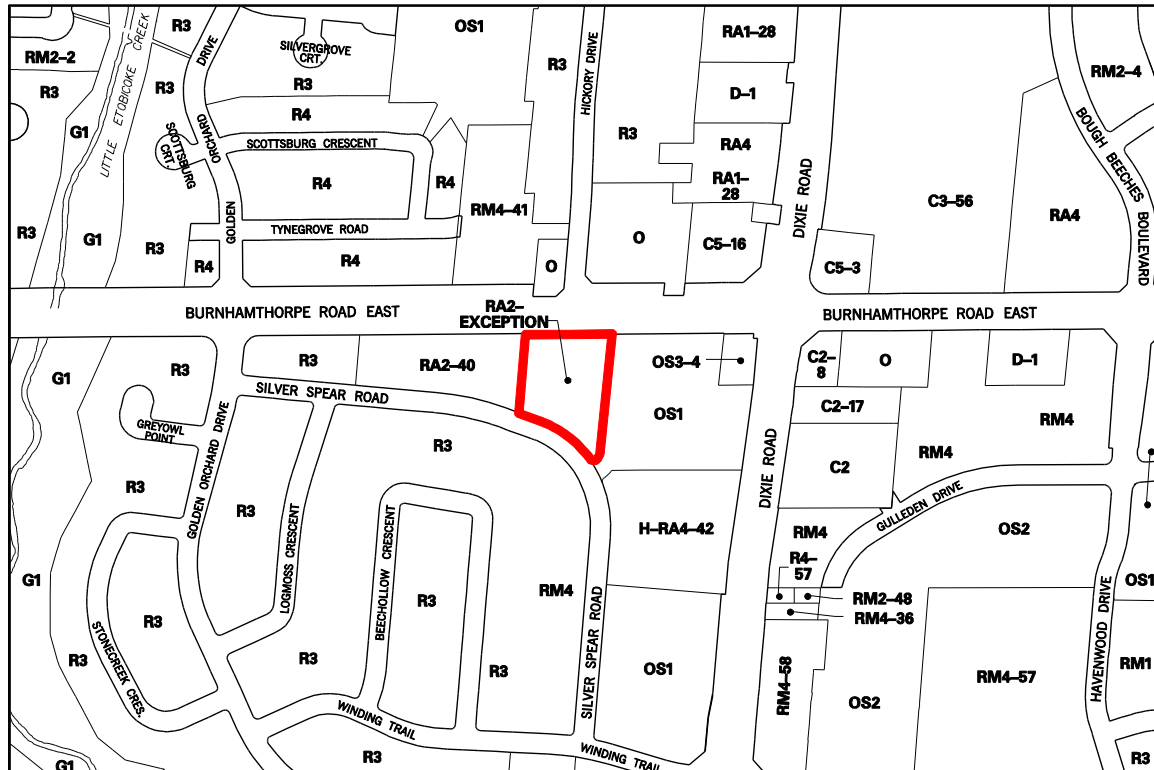 R3
OS1
RA1–28
RM2–2
SILVERGROVE
CRT.
R3
DRIVE
R3
HICKORY DRIVE
RM2–4
R3
R3
D–1
LITTLE ETOBICOKE CREEK
R4
BOUGH BEECHES BOULEVARD
G1
ORCHARD
SCOTTSBURG
CRT.
SCOTTSBURG CRESCENT
R3
RA4
R4
R4
RA1–
28
DIXIE ROAD
C3–56
RA4
RM4–41
GOLDEN
TYNEGROVE ROAD
R3
G1
R3
O
C5–16
R4
R4
O
C5–3
RA2–
EXCEPTION
BURNHAMTHORPE ROAD EAST
BURNHAMTHORPE ROAD EAST
R3
RA2–40
OS3–4
C2–
8
O
D–1
G1
R3
SILVER SPEAR ROAD
C2–17
OS1
RM4
GREYOWL
POINT
R3
RM4
DIXIE ROAD
C2
GOLDEN ORCHARD DRIVE
R3
R3
GULLEDEN DRIVE
H–RA4–42
RM4
OS2
LOGMOSS CRESCENT
BEECHOLLOW CRESCENT
R4–
57
G1
RM4
OS1
R3
RM2–48
RM4–36
R3
STONECREEK CRES.
SILVER SPEAR ROAD
HAVENWOOD DRIVE
R3
R3
R3
OS1
RM4–58
RM4–57
RM1
OS2
WINDING TRAIL
WINDING TRAIL
R3
R3
G1